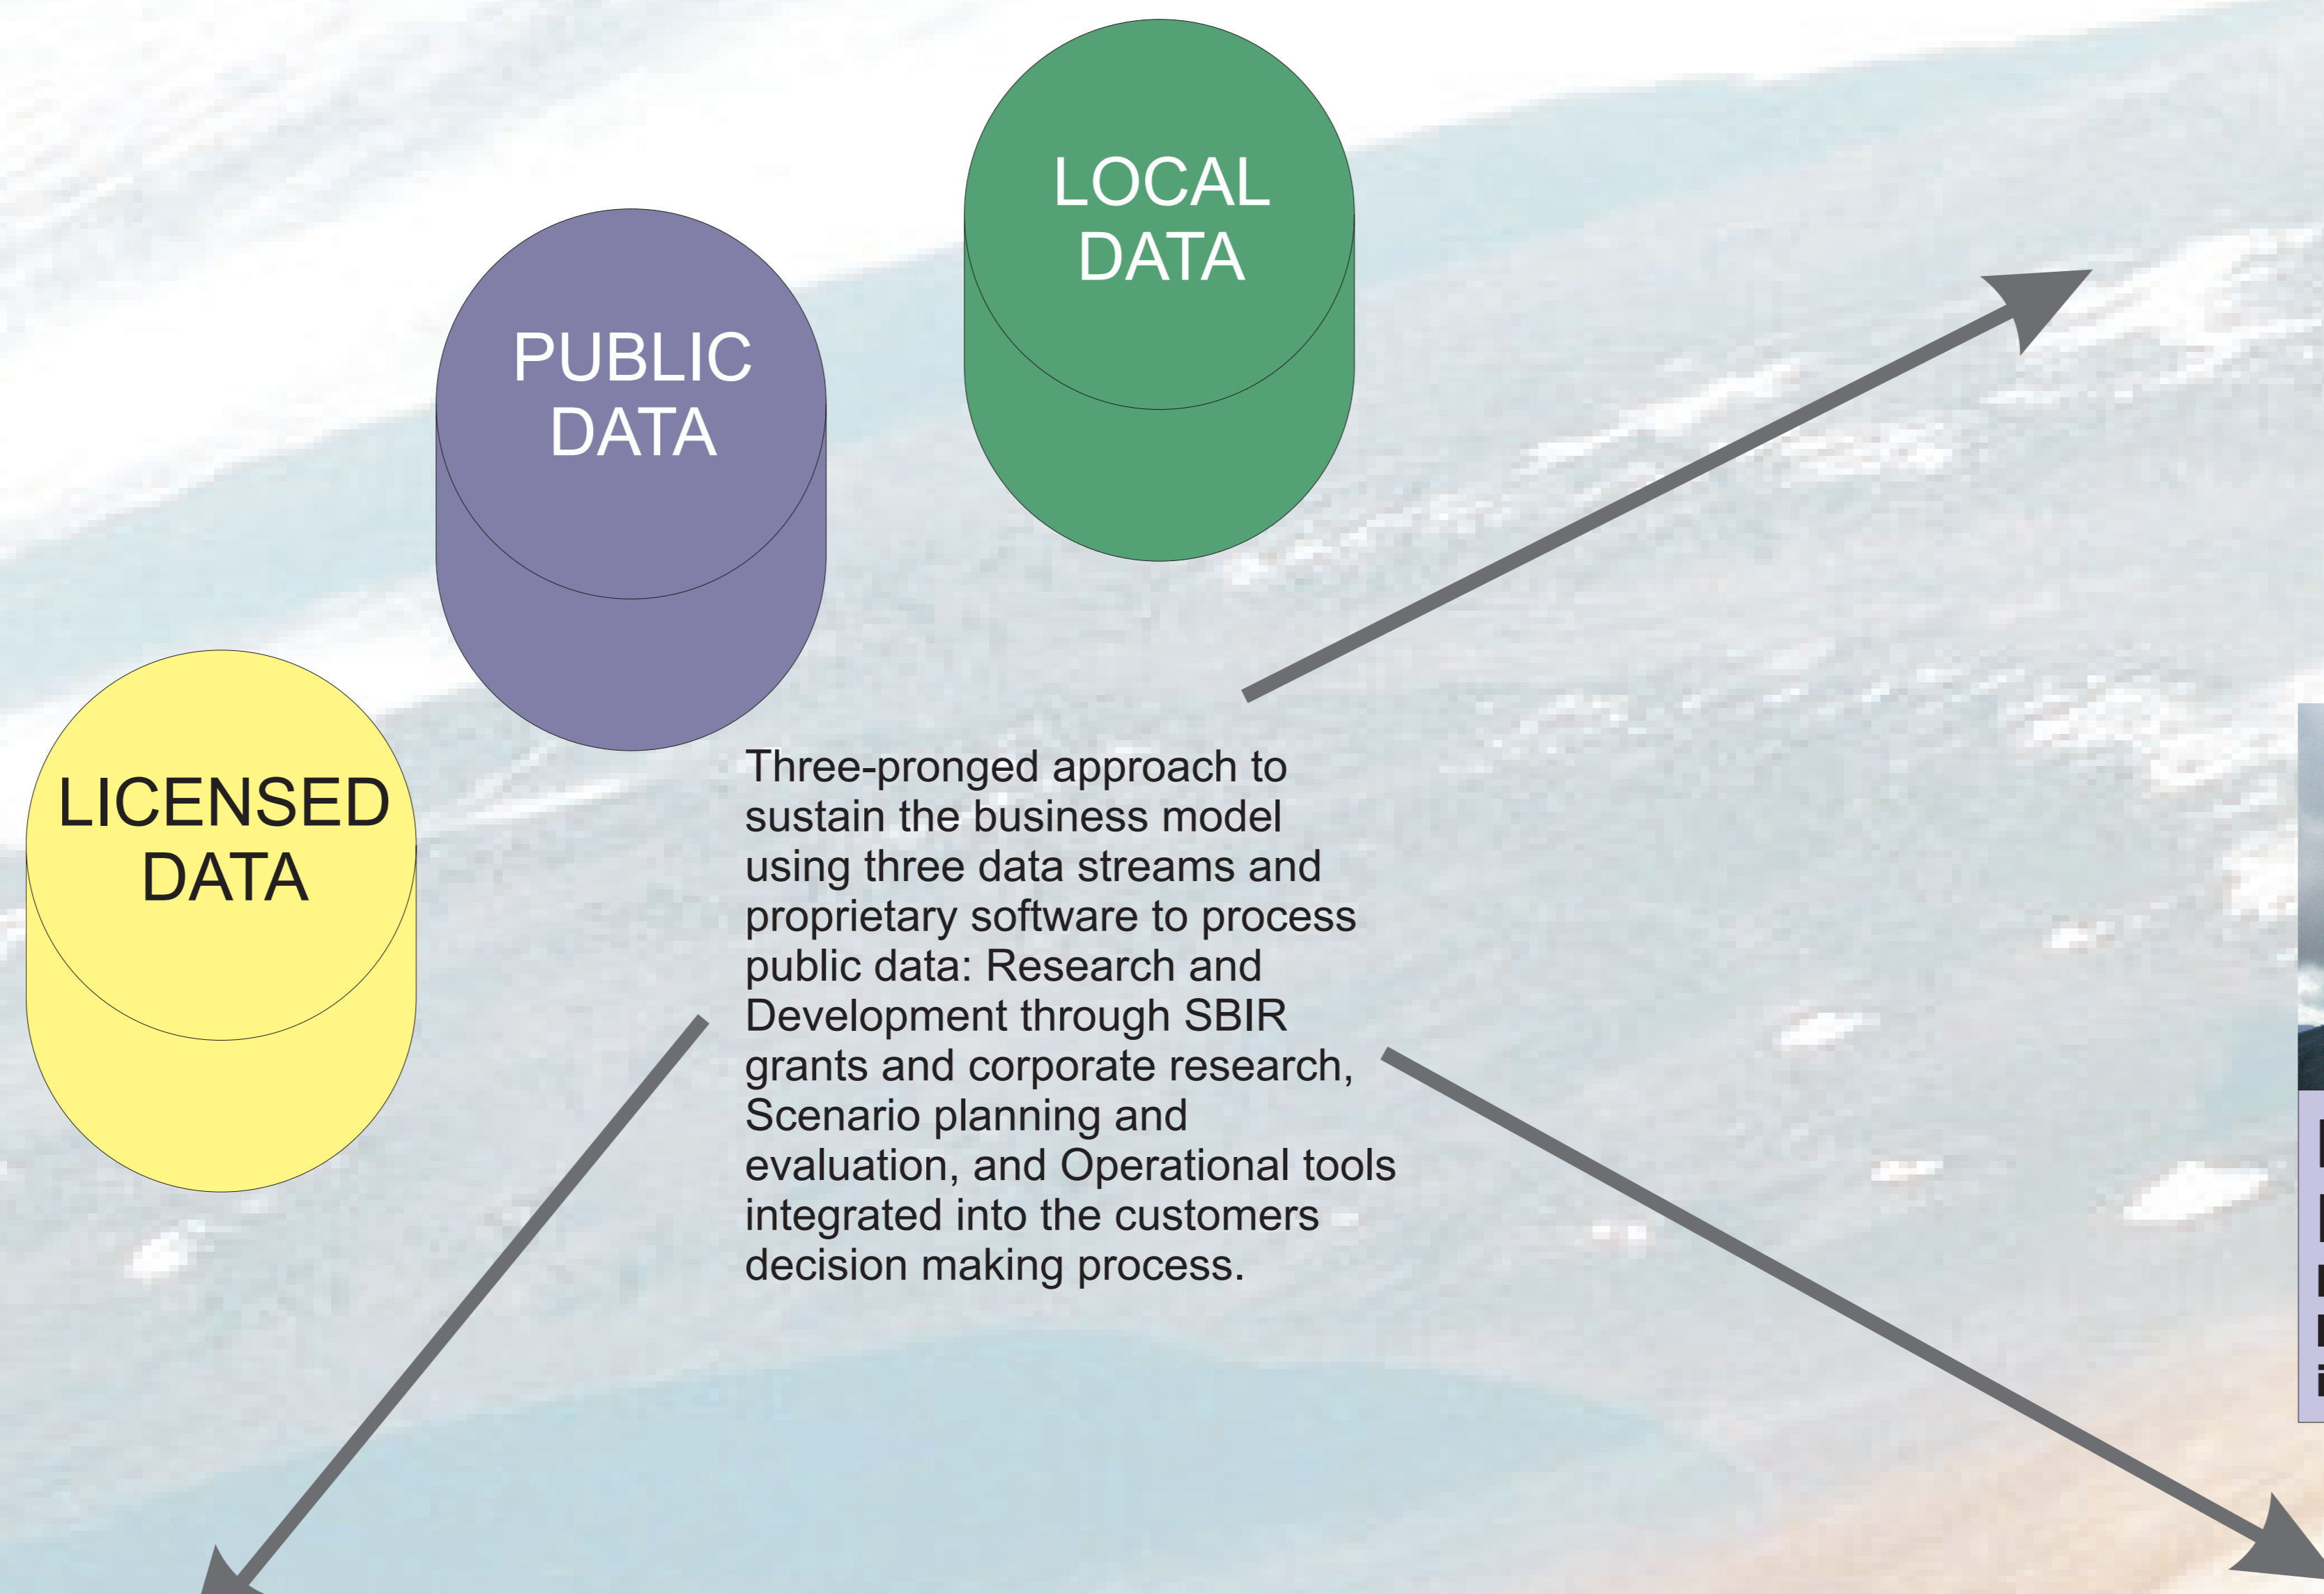 LOCAL
DATA
PUBLIC
DATA
LICENSED
DATA
Three-pronged approach to
sustain the business model
using three data streams and
proprietary software to process
public data: Research and
Development through SBIR
grants and corporate research,
Scenario planning and
evaluation, and Operational tools
integrated into the customers
decision making process.